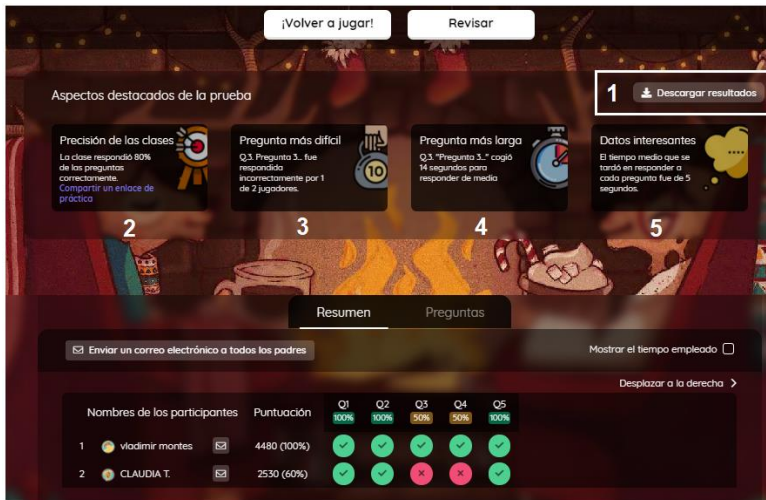 ¡Volver a jugar! Revisar
Aspectos destacados de la prueba
1 Descargar resultados
Precisión de las clases
La clase respondió 80%
de las preguntas
correctamente.
Compartir un enlace de
práctica
2
Pregunta más difícil
Q.3. Pregunta 3... fue
respondida
incorrectamente por 1
de 2 jugadores.
10
3
Pregunta más larga
Q.3. "Pregunta 3..." cogió
14 segundos para
responder de media
4
Datos interesantes
El tiempo medio que se
tardó en responder a
cada pregunta fue de 5
segundos.
5
Resumen Preguntas
Enviar un correo electrónico a todos los padres Mostrar el tiempo empleado
Desplazar a la derecha >
Nombres de los participantes Puntuación Q1 Q2 Q3 Q4 Q5
100% 100% 50% 50% 100%
1 vladimir montes 4480 (100%)
2 CLAUDIA T. 2530 (60%)